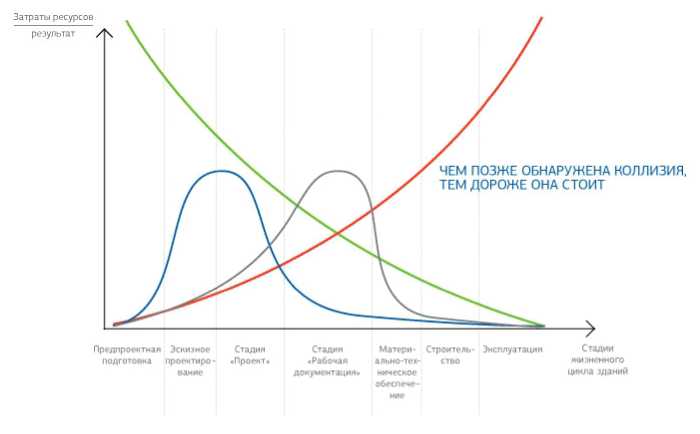 Затраты ресурсов
результат
ЧЕМ ПОЗЖЕ ОБНАРУЖЕНА КОЛЛИЗИЯ,
ТЕМ ДОРОЖЕ ОНА СТОИТ
Предпроектная
подготовка
Эскизное
проектиро-
вание
Стадия
«Проект»
Стадия
«Рабочая
документация»
Матери-
ально-тех-
ническое
обеспече-
ние
Строитель-
ство
Эксплуатация
Стадии
жизненного
цикла зданий